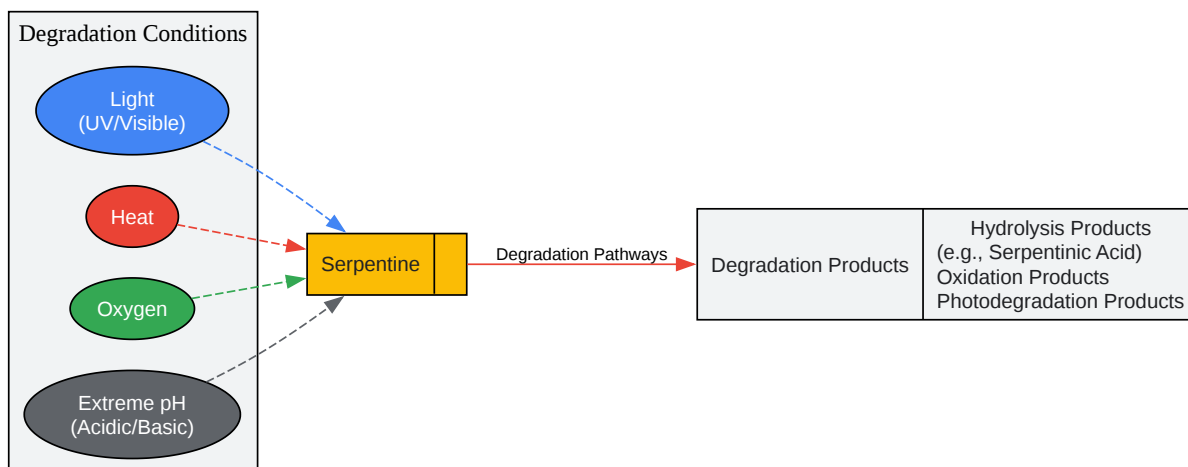 Degradation Conditions
Light
(UV/Visible)
Heat
Oxygen
Extreme pH
(Acidic/Basic)
Serpentine
Degradation Pathways
Degradation Products
Hydrolysis Products
(e.g., Serpentinic Acid)
Oxidation Products
Photodegradation Products